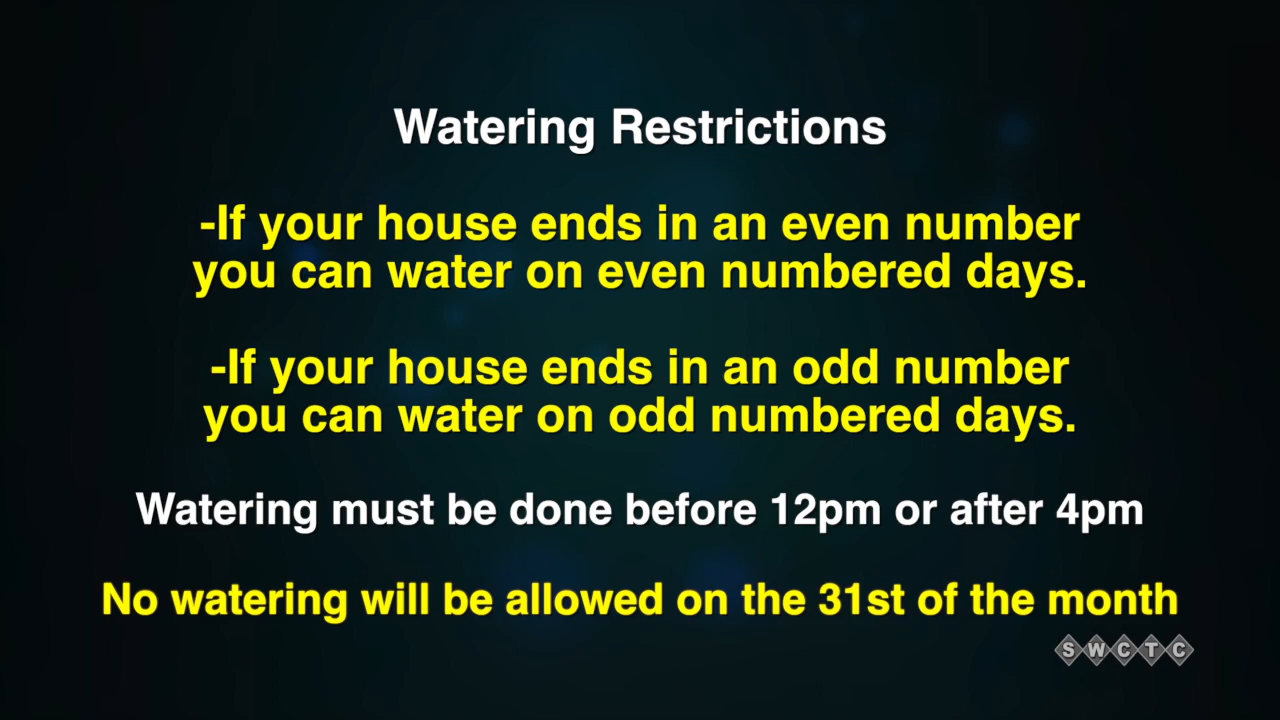 Watering Restrictions
-If your house ends in an even number
you can water on even numbered days.
-If your house ends in an odd number
you can water on odd numbered days.
Watering must be done before 12pm or after 4pm
No watering will be allowed on the 31st of the month
SWCTC